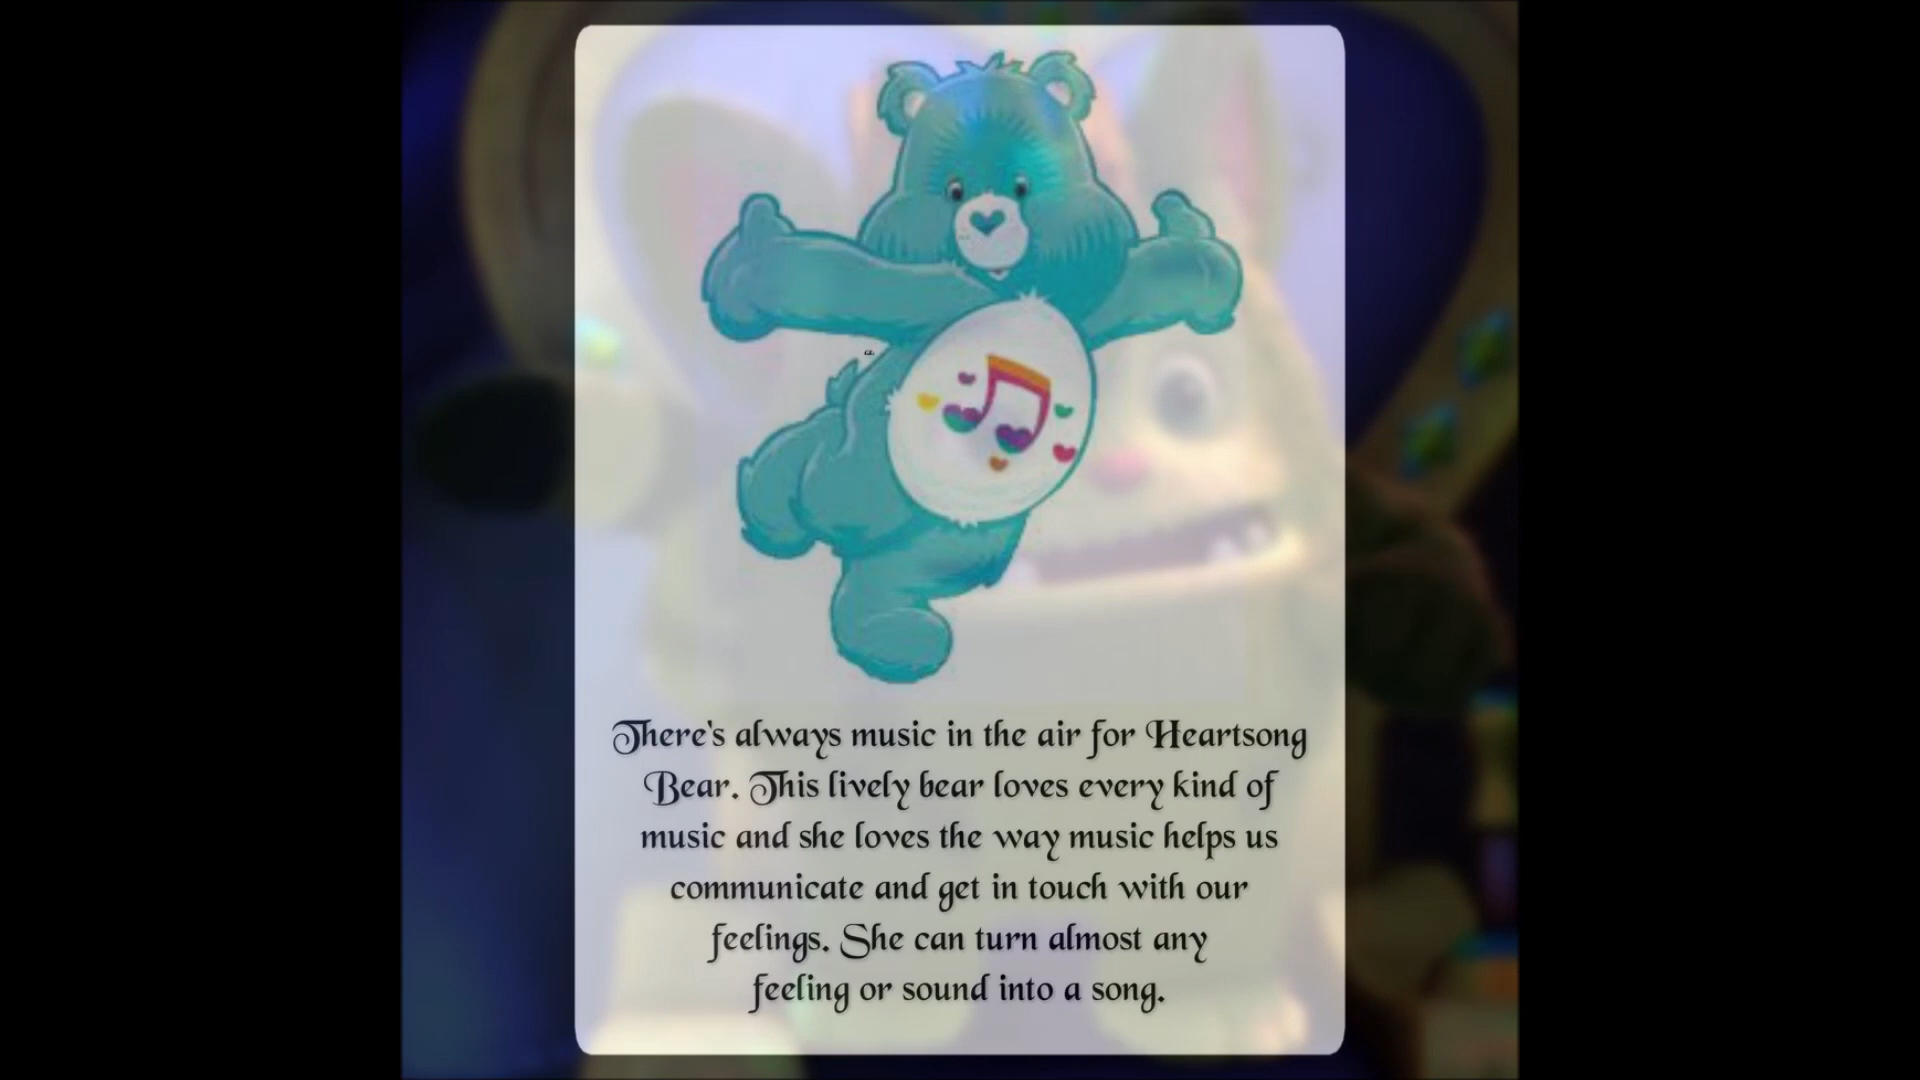 There's always music in the air for Heartsong
Bear. This lively bear loves every kind of
music and she loves the way music helps us
communicate and get in touch with our
feelings. She can turn almost any
feeling or sound into a song.